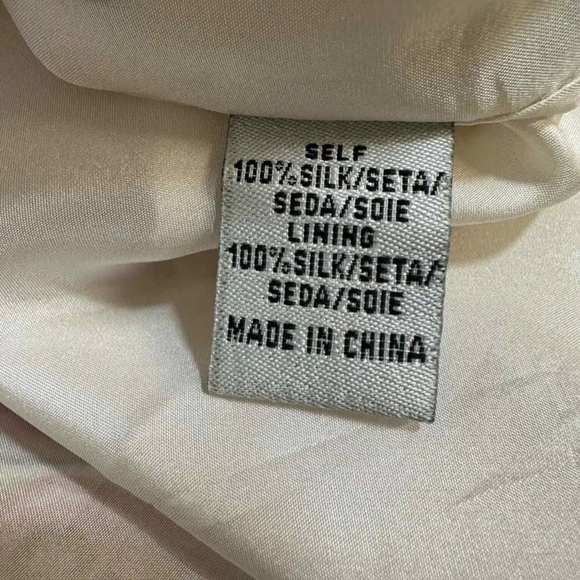 SELF
100%SILK/SETA/
SEDA/SOIE
LINING
100%SILK/SETA/
SEDA/SOIE
MADE IN CHINA